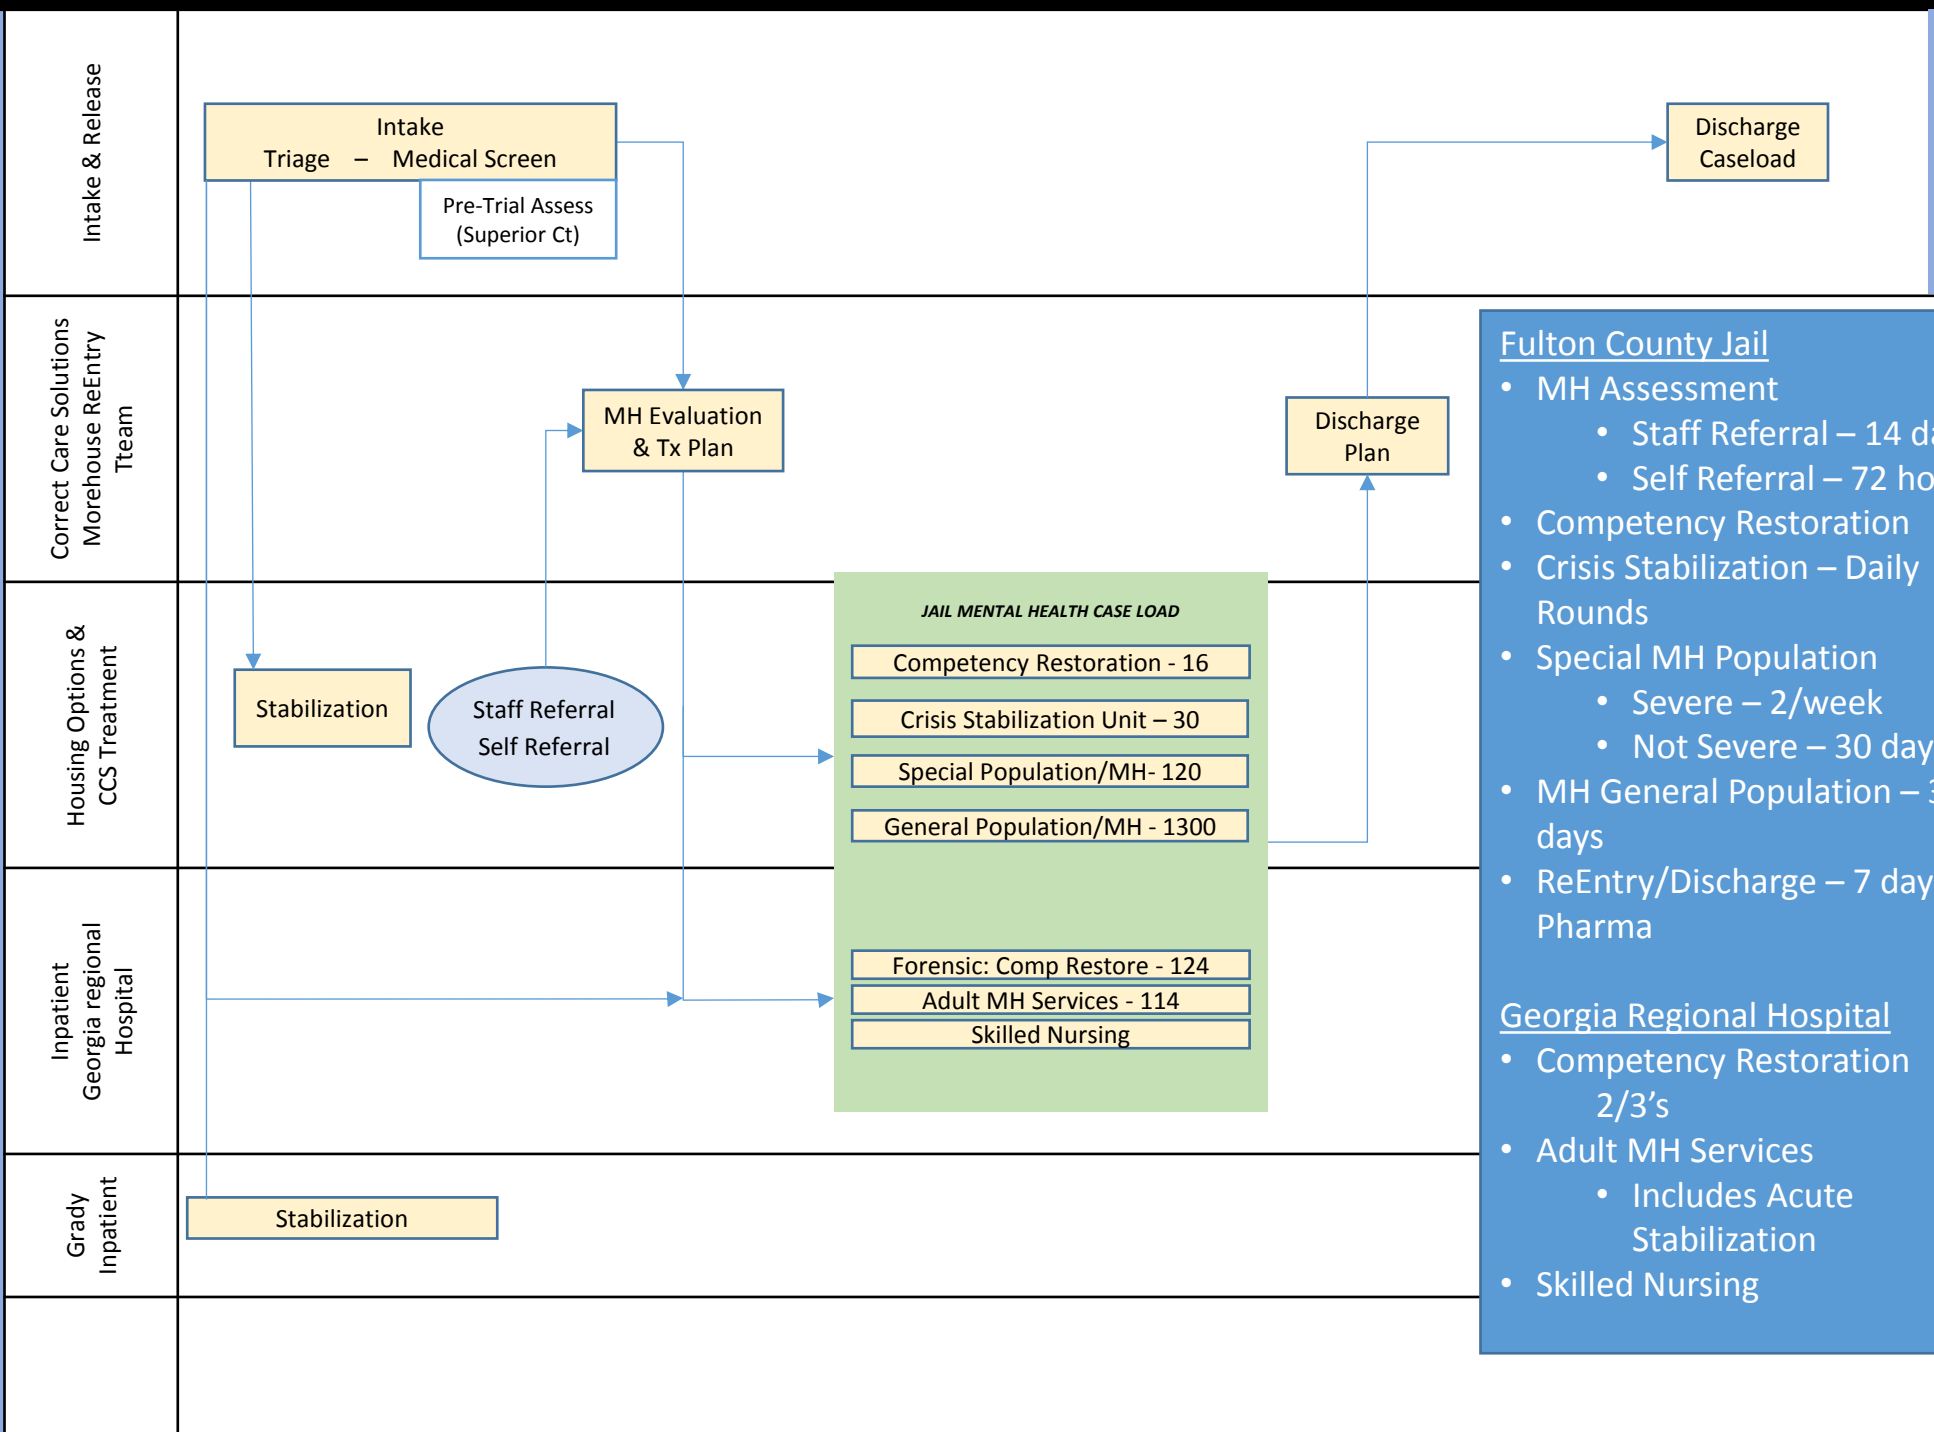 Intake & Release
Intake
Triage – Medical Screen
Pre-Trial Assess
(Superior Ct)
Discharge
Caseload
Correct Care Solutions
Morehouse ReEntry
Tteam
MH Evaluation
& Tx Plan
Discharge
Plan
Housing Options &
CCS Treatment
Stabilization
Staff Referral
Self Referral
JAIL MENTAL HEALTH CASE LOAD
Competency Restoration - 16
Crisis Stabilization Unit – 30
Special Population/MH- 120
General Population/MH - 1300
Inpatient
Georgia regional
Hospital
Forensic: Comp Restore - 124
Adult MH Services - 114
Skilled Nursing
Grady
Inpatient
Stabilization
Fulton County Jail
• MH Assessment
• Staff Referral – 14
• Self Referral – 72
• Competency Restoration
• Crisis Stabilization – Daily
Rounds
• Special MH Population
• Severe – 2/week
• Not Severe – 30 day
• MH General Population –
days
• ReEntry/Discharge – 7 day
Pharma
Georgia Regional Hospital
• Competency Restoration
2/3's
• Adult MH Services
• Includes Acute
Stabilization
• Skilled Nursing